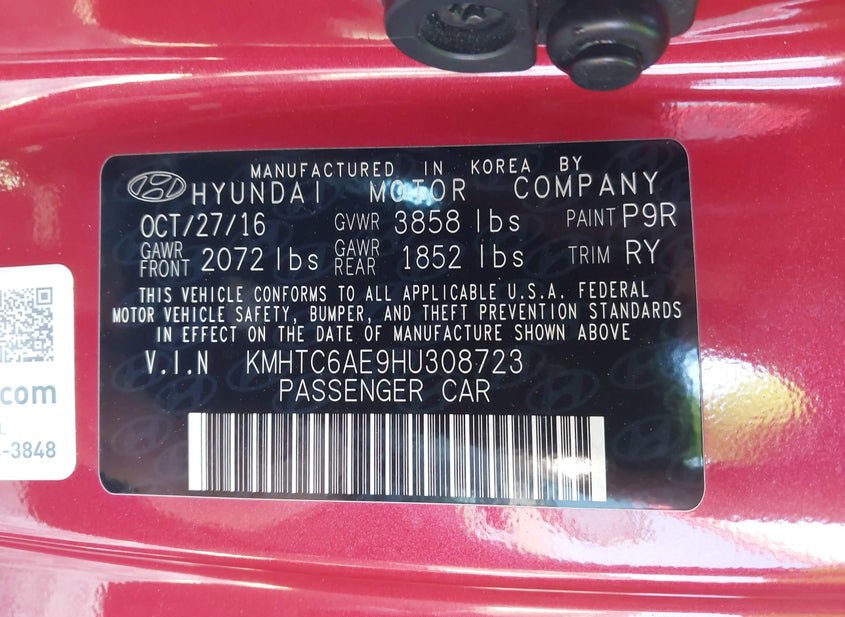 MANUFACTURED IN KOREA BY
HYUNDAI MOTOR COMPANY
OCT/27/16 GVWR 3858 lbs PAINT P9R
GAWR FRONT 2072 lbs GAWR REAR 1852 lbs TRIM RY
THIS VEHICLE CONFORMS TO ALL APPLICABLE U.S.A. FEDERAL
MOTOR VEHICLE SAFETY, BUMPER, AND THEFT PREVENTION STANDARDS
IN EFFECT ON THE DATE OF MANUFACTURE SHOWN ABOVE
V.I.N KMHTC6AE9HU308723
PASSENGER CAR
.com
-3848